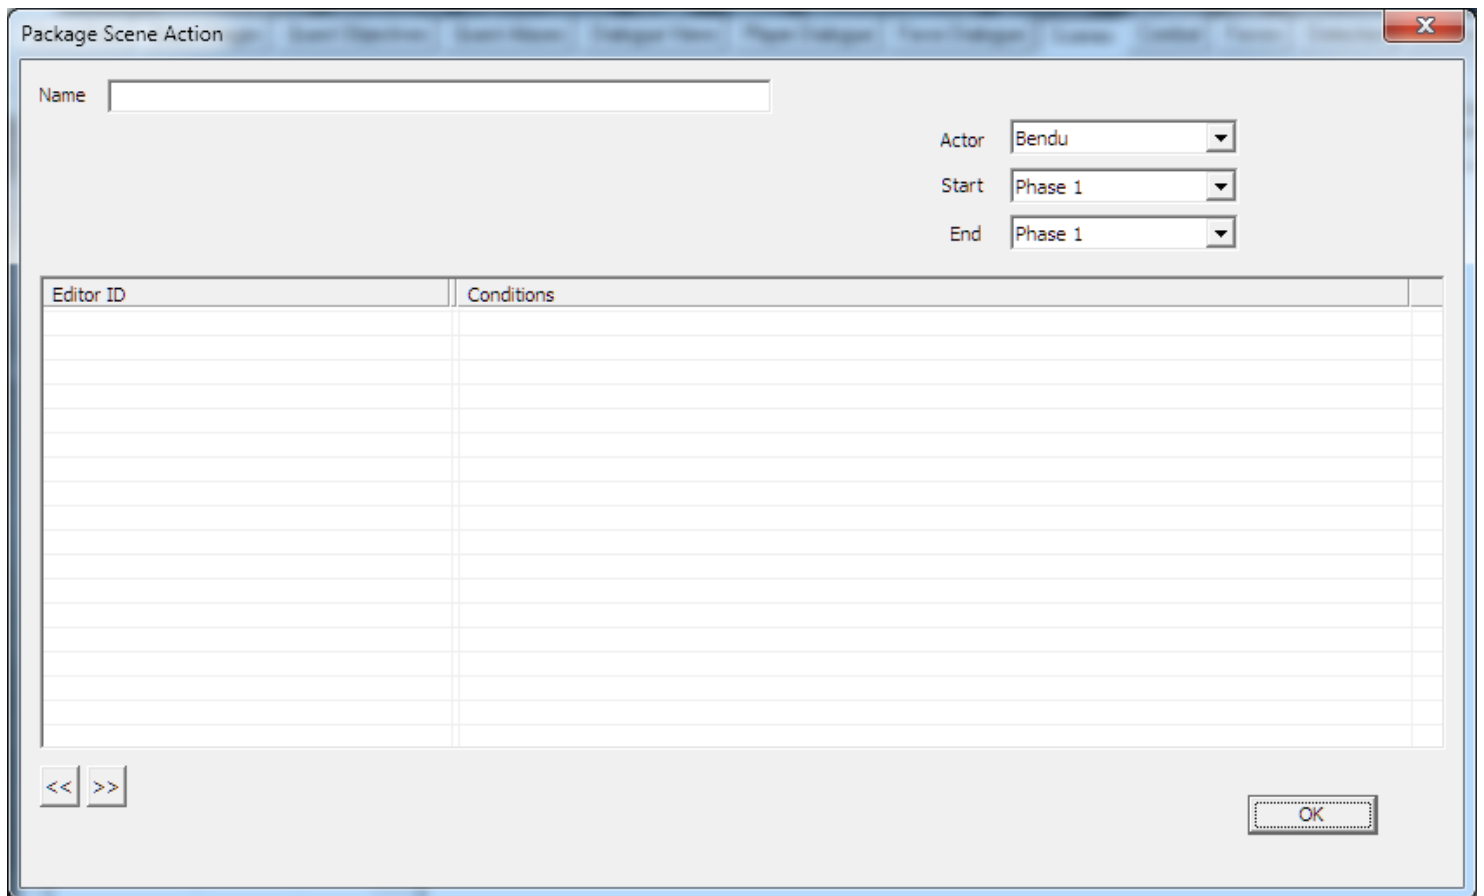 Package Scene Action
Name
Actor Bendu
Start Phase 1
End Phase 1
Editor ID Conditions
<< >>
OK